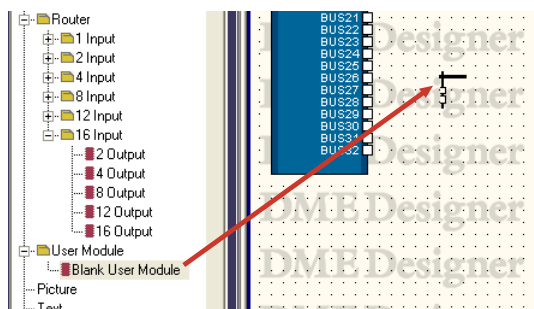 Router
1 Input
2 Input
4 Input
8 Input
12 Input
16 Input
2 Output
4 Output
8 Output
12 Output
16 Output
User Module
Blank User Module
Picture
Text
BUS21
BUS22
BUS23
BUS24
BUS25
BUS26
BUS27
BUS28
BUS29
BUS30
BUS31
BUS32
Designer
Designer
Designer
DME Designer
DME Designer